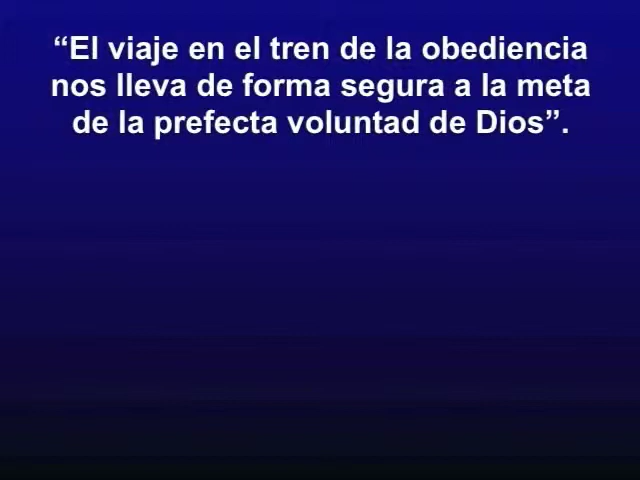 “El viaje en el tren de la obediencia
nos lleva de forma segura a la meta
de la prefecta voluntad de Dios”.